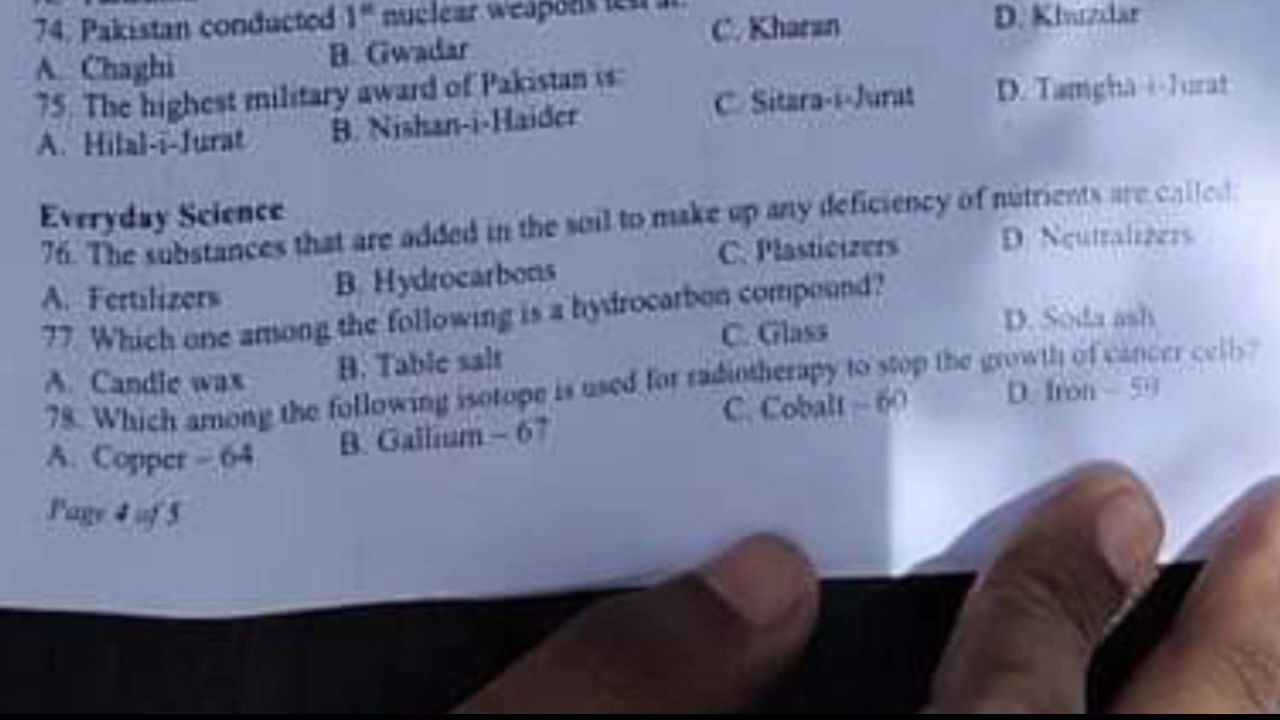 74. Pakistan conducted 1st nuclear weapons test at:
A. Chaghi B. Gwadar C. Kharan D. Khuzdar
75. The highest military award of Pakistan is:
A. Hilal-i-Jurat B. Nishan-i-Haider C. Sitara-i-Jurat D. Tamgha-i-Jurat
Everyday Science
76. The substances that are added in the soil to make up any deficiency of nutrients are called:
A. Fertilizers B. Hydrocarbons C. Plasticizers D. Neutralizers
77. Which one among the following is a hydrocarbon compound?
A. Candle wax B. Table salt C. Glass D. Soda ash
78. Which among the following isotope is used for radiotherapy to stop the growth of cancer cells?
A. Copper – 64 B. Gallium – 67 C. Cobalt – 60 D. Iron – 59
Page 4 of 5